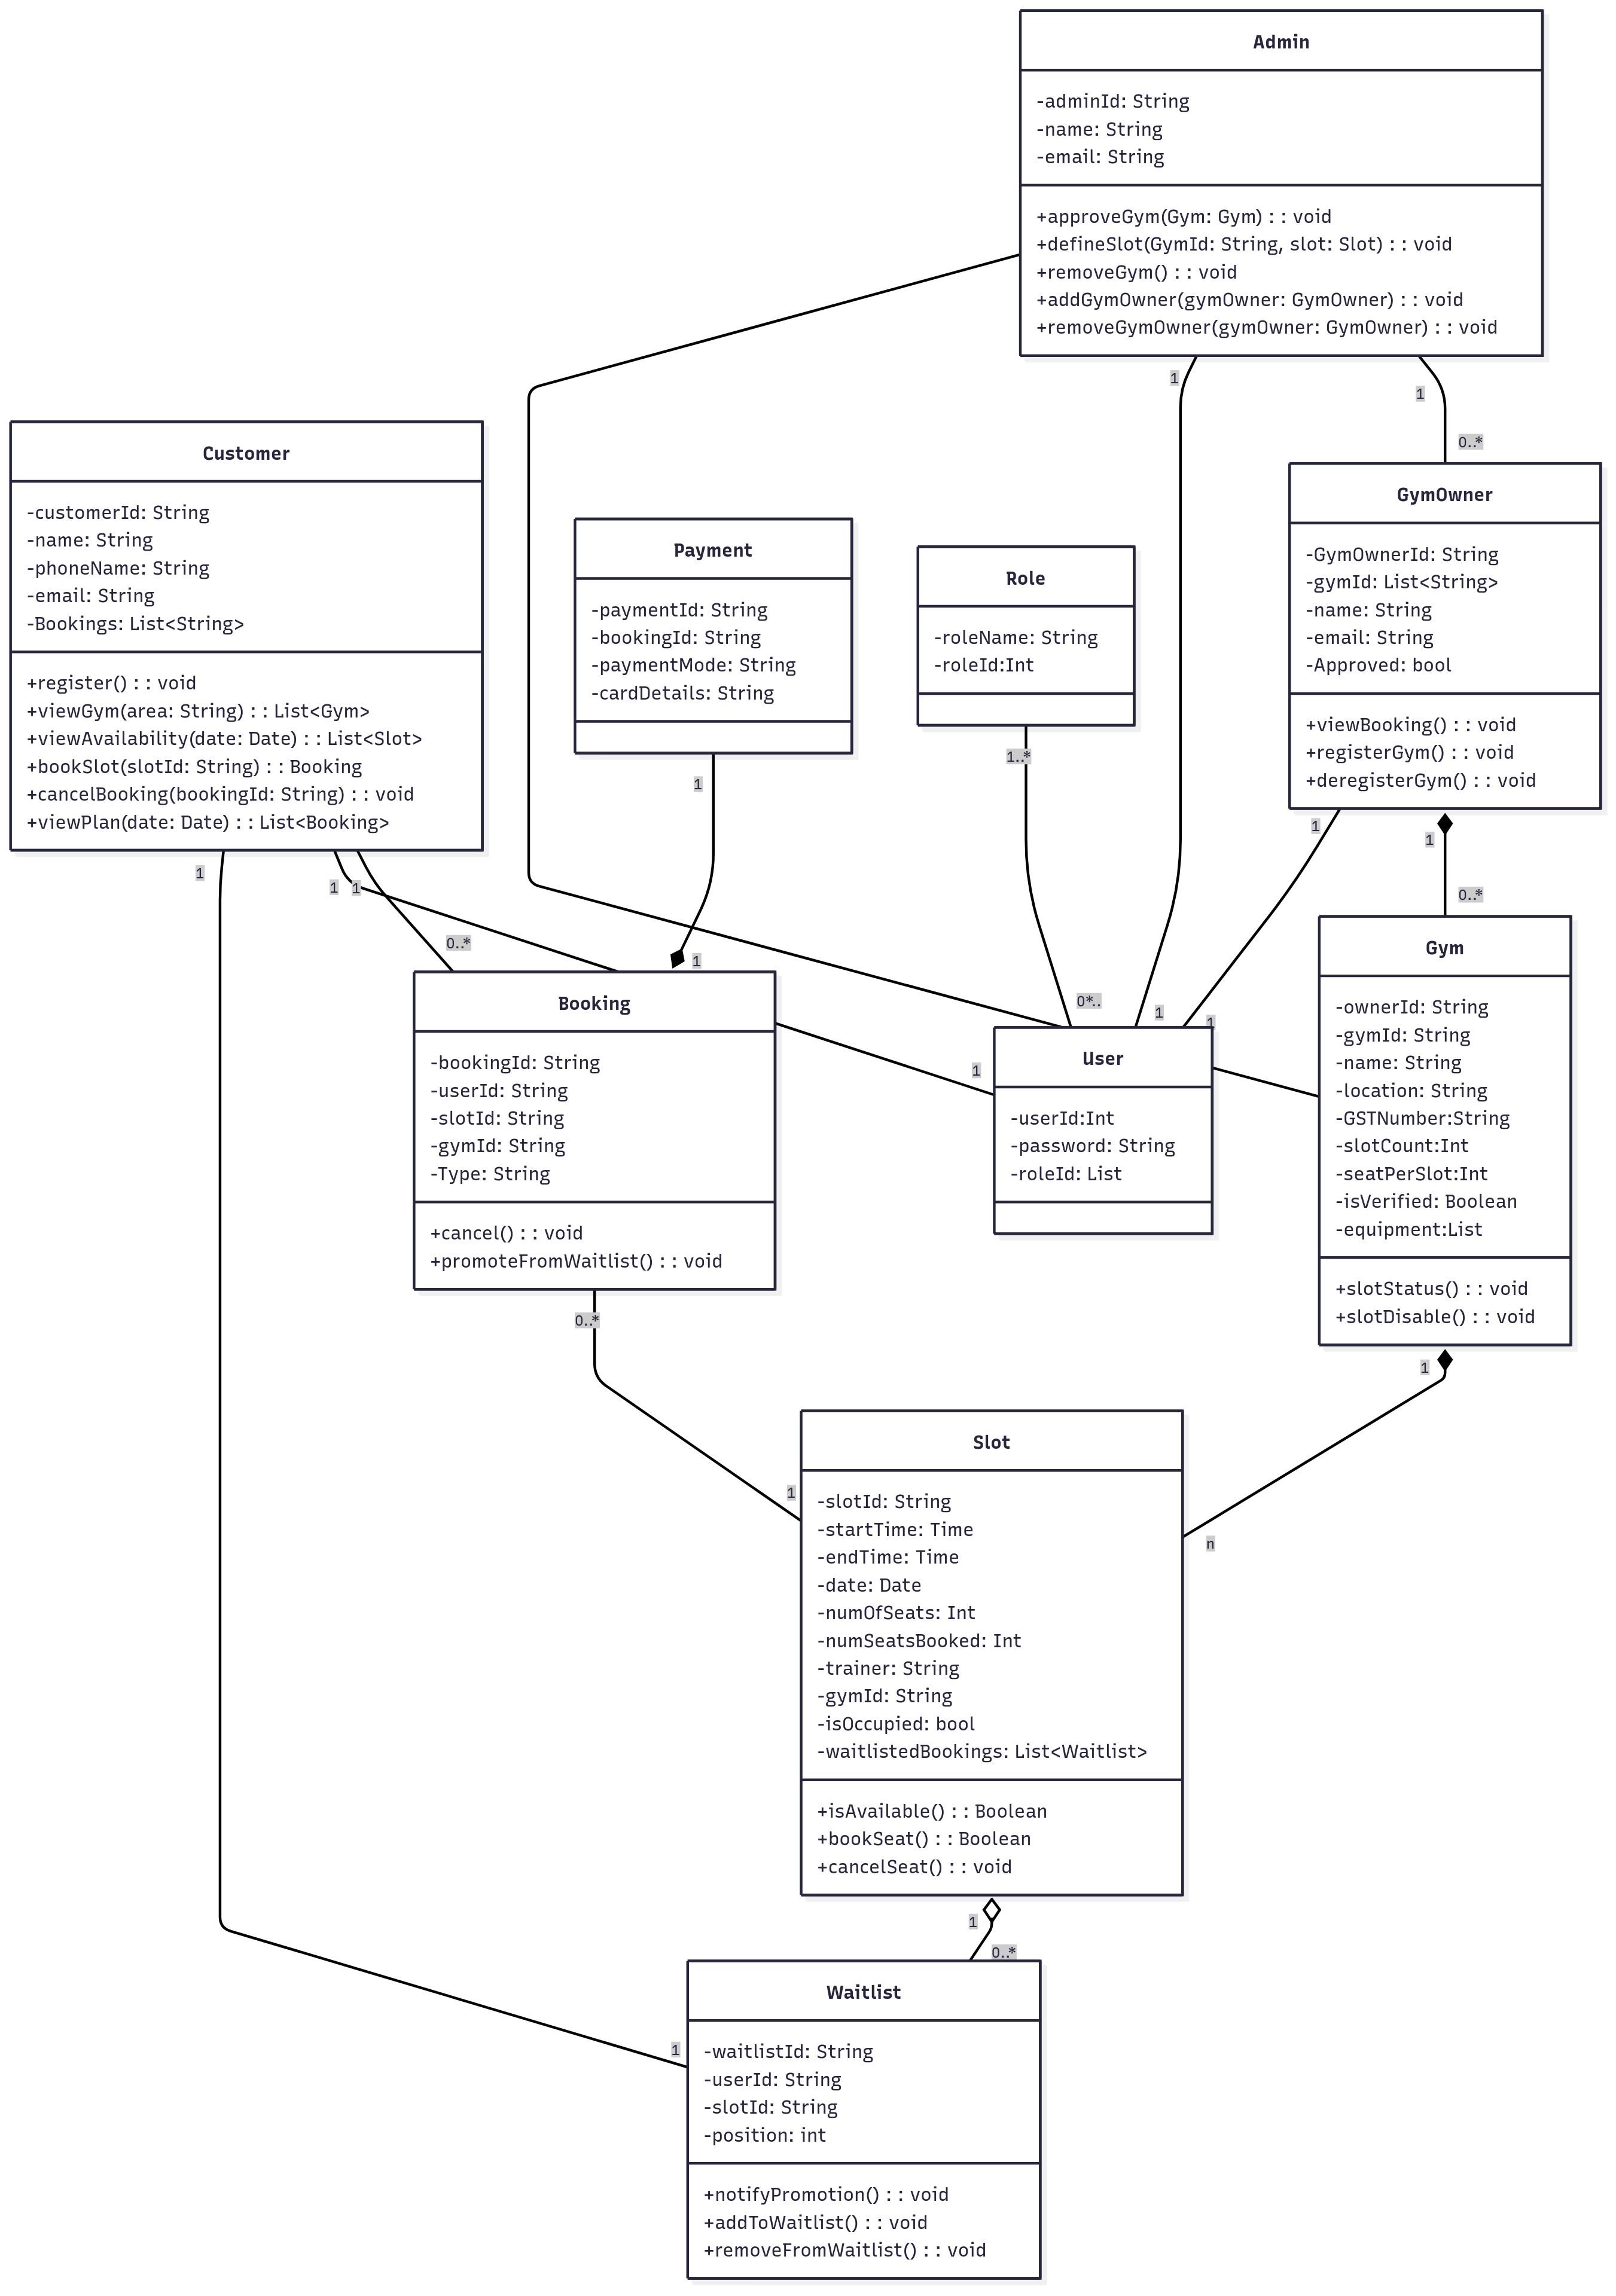 Admin
-adminId: String
-name: String
-email: String
+approveGym(Gym: Gym) : : void
+defineSlot(GymId: String, slot: Slot) : : void
+removeGym() : : void
+addGymOwner(gymOwner: GymOwner) : : void
+removeGymOwner(gymOwner: GymOwner) : : void
1
1
0..*
Customer
-customerId: String
-name: String
-phoneName: String
-email: String
-Bookings: List<String>
+register() : : void
+viewGym(area: String) : : List<Gym>
+viewAvailability(date: Date) : : List<Slot>
+bookSlot(slotId: String) : : Booking
+cancelBooking(bookingId: String) : : void
+viewPlan(date: Date) : : List<Booking>
1
1
1
0..*
Payment
-paymentId: String
-bookingId: String
-paymentMode: String
-cardDetails: String
1
1
Role
-roleName: String
-roleId:Int
1..*
0*..
GymOwner
-GymOwnerId: String
-gymId: List<String>
-name: String
-email: String
-Approved: bool
+viewBooking() : : void
+registerGym() : : void
+deregisterGym() : : void
1
1
0..*
Booking
-bookingId: String
-userId: String
-slotId: String
-gymId: String
-Type: String
+cancel() : : void
+promoteFromWaitlist() : : void
0..*
1
1
1
User
-userId:Int
-password: String
-roleId: List
Gym
-ownerId: String
-gymId: String
-name: String
-location: String
-GSTNumber:String
-slotCount:Int
-seatPerSlot:Int
-isVerified: Boolean
-equipment:List
+slotStatus() : : void
+slotDisable() : : void
1
n
1
Slot
-slotId: String
-startTime: Time
-endTime: Time
-date: Date
-numOfSeats: Int
-numSeatsBooked: Int
-trainer: String
-gymId: String
-isOccupied: bool
-waitlistedBookings: List<Waitlist>
+isAvailable() : : Boolean
+bookSeat() : : Boolean
+cancelSeat() : : void
1
0..*
1
Waitlist
-waitlistId: String
-userId: String
-slotId: String
-position: int
+notifyPromotion() : : void
+addToWaitlist() : : void
+removeFromWaitlist() : : void